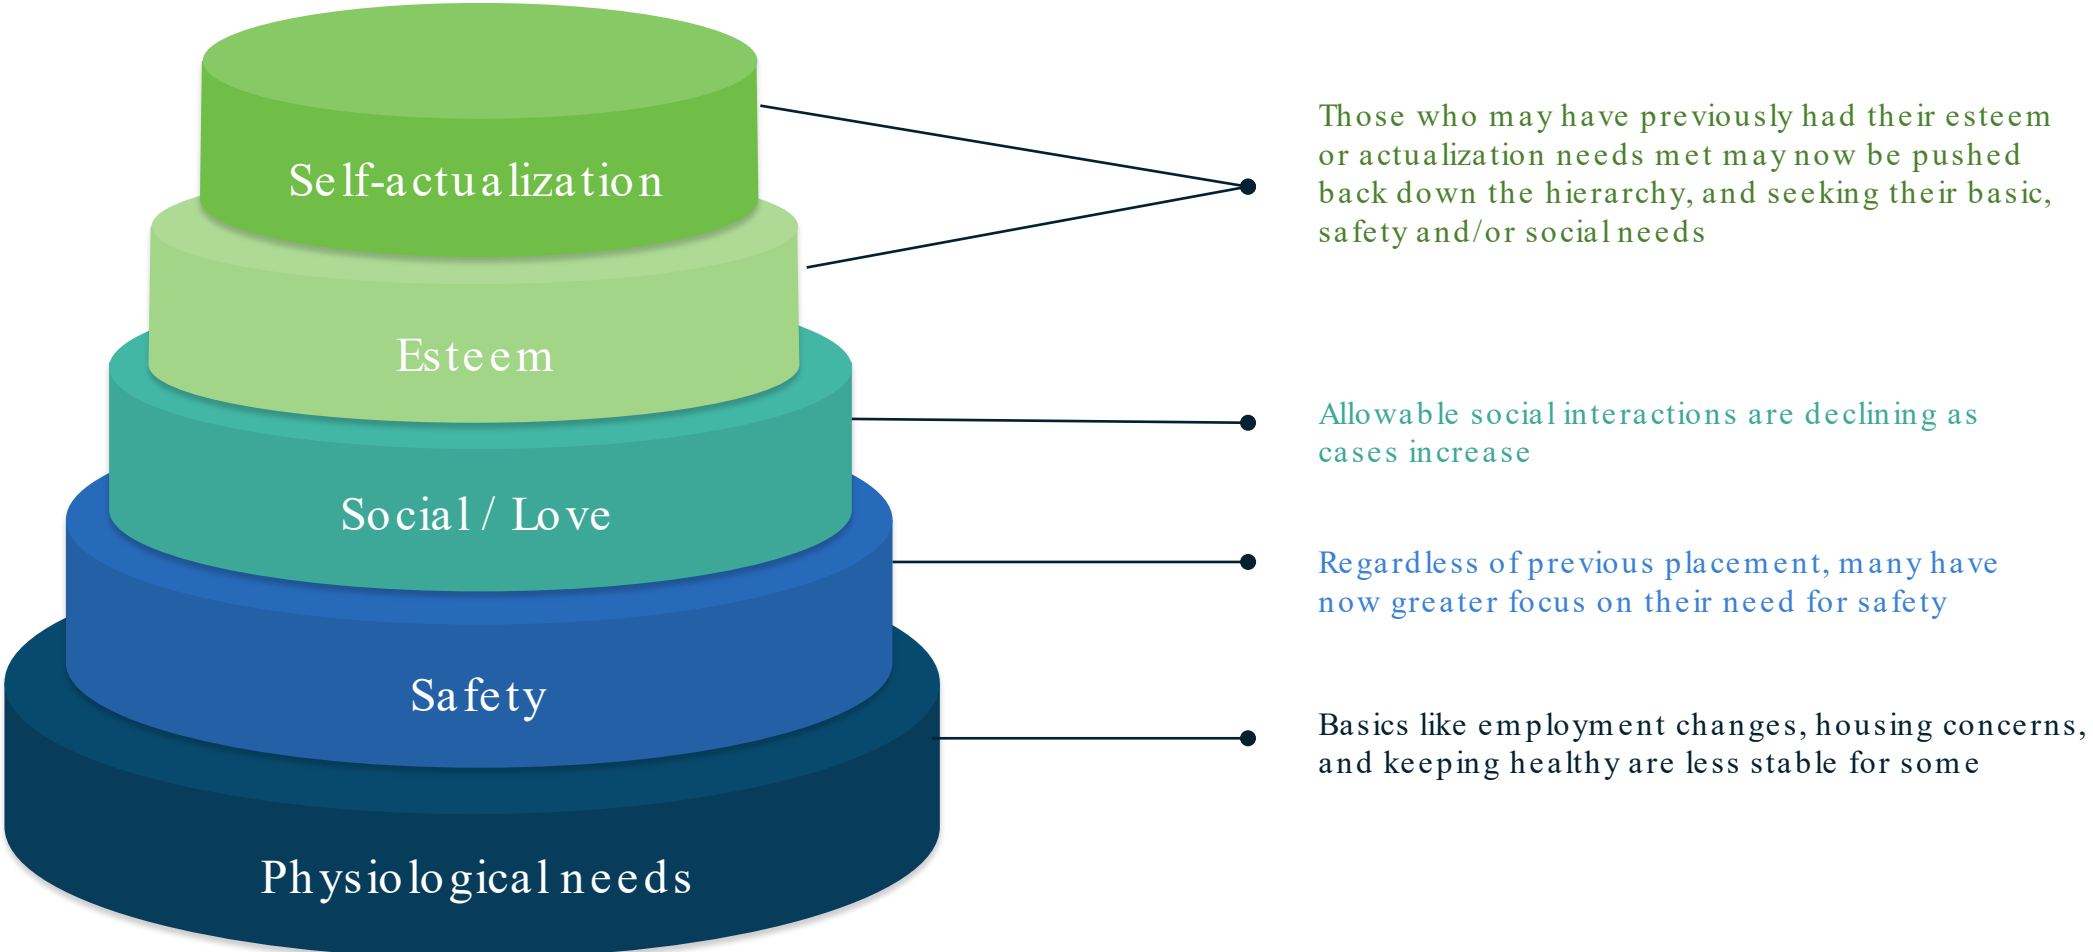 Self-actualization
Those who may have previously had their esteem
or actualization needs met may now be pushed
back down the hierarchy, and seeking their basic,
safety and/or social needs
Esteem
Allowable social interactions are declining as
cases increase
Social / Love
Regardless of previous placement, many have
now greater focus on their need for safety
Safety
Basics like employment changes, housing concerns,
and keeping healthy are less stable for some
Physiological needs